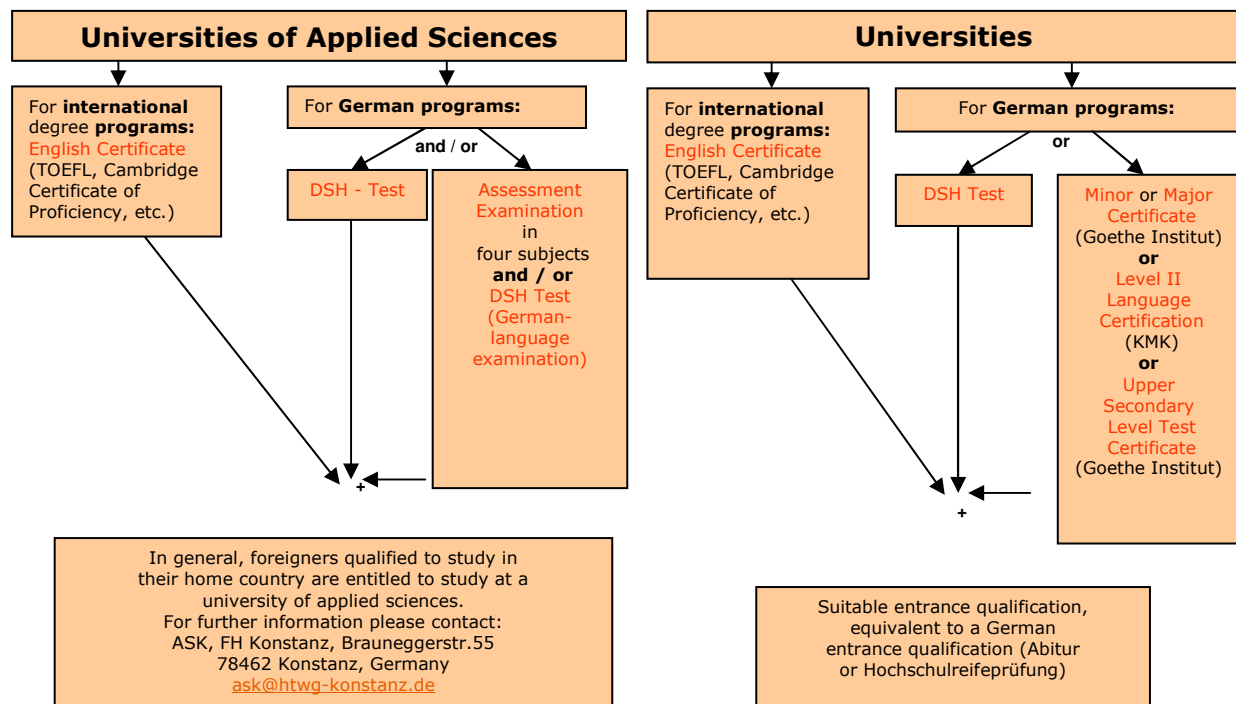 Universities of Applied Sciences
For international
degree programs:
English Certificate
(TOEFL, Cambridge
Certificate of
Proficiency, etc.)
For German programs:
and / or
DSH - Test
Assessment
Examination
in
four subjects
and / or
DSH Test
(German-
language
examination)
+
In general, foreigners qualified to study in
their home country are entitled to study at a
university of applied sciences.
For further information please contact:
ASK, FH Konstanz, Brauneggerstr.55
78462 Konstanz, Germany
ask@htwg-konstanz.de
Universities
For international
degree programs:
English Certificate
(TOEFL, Cambridge
Certificate of
Proficiency, etc.)
For German programs:
or
DSH Test
Minor or Major
Certificate
(Goethe Institut)
or
Level II
Language
Certification
(KMK)
or
Upper
Secondary
Level Test
Certificate
(Goethe Institut)
+
Suitable entrance qualification,
equivalent to a German
entrance qualification (Abitur
or Hochschulreifeprüfung)